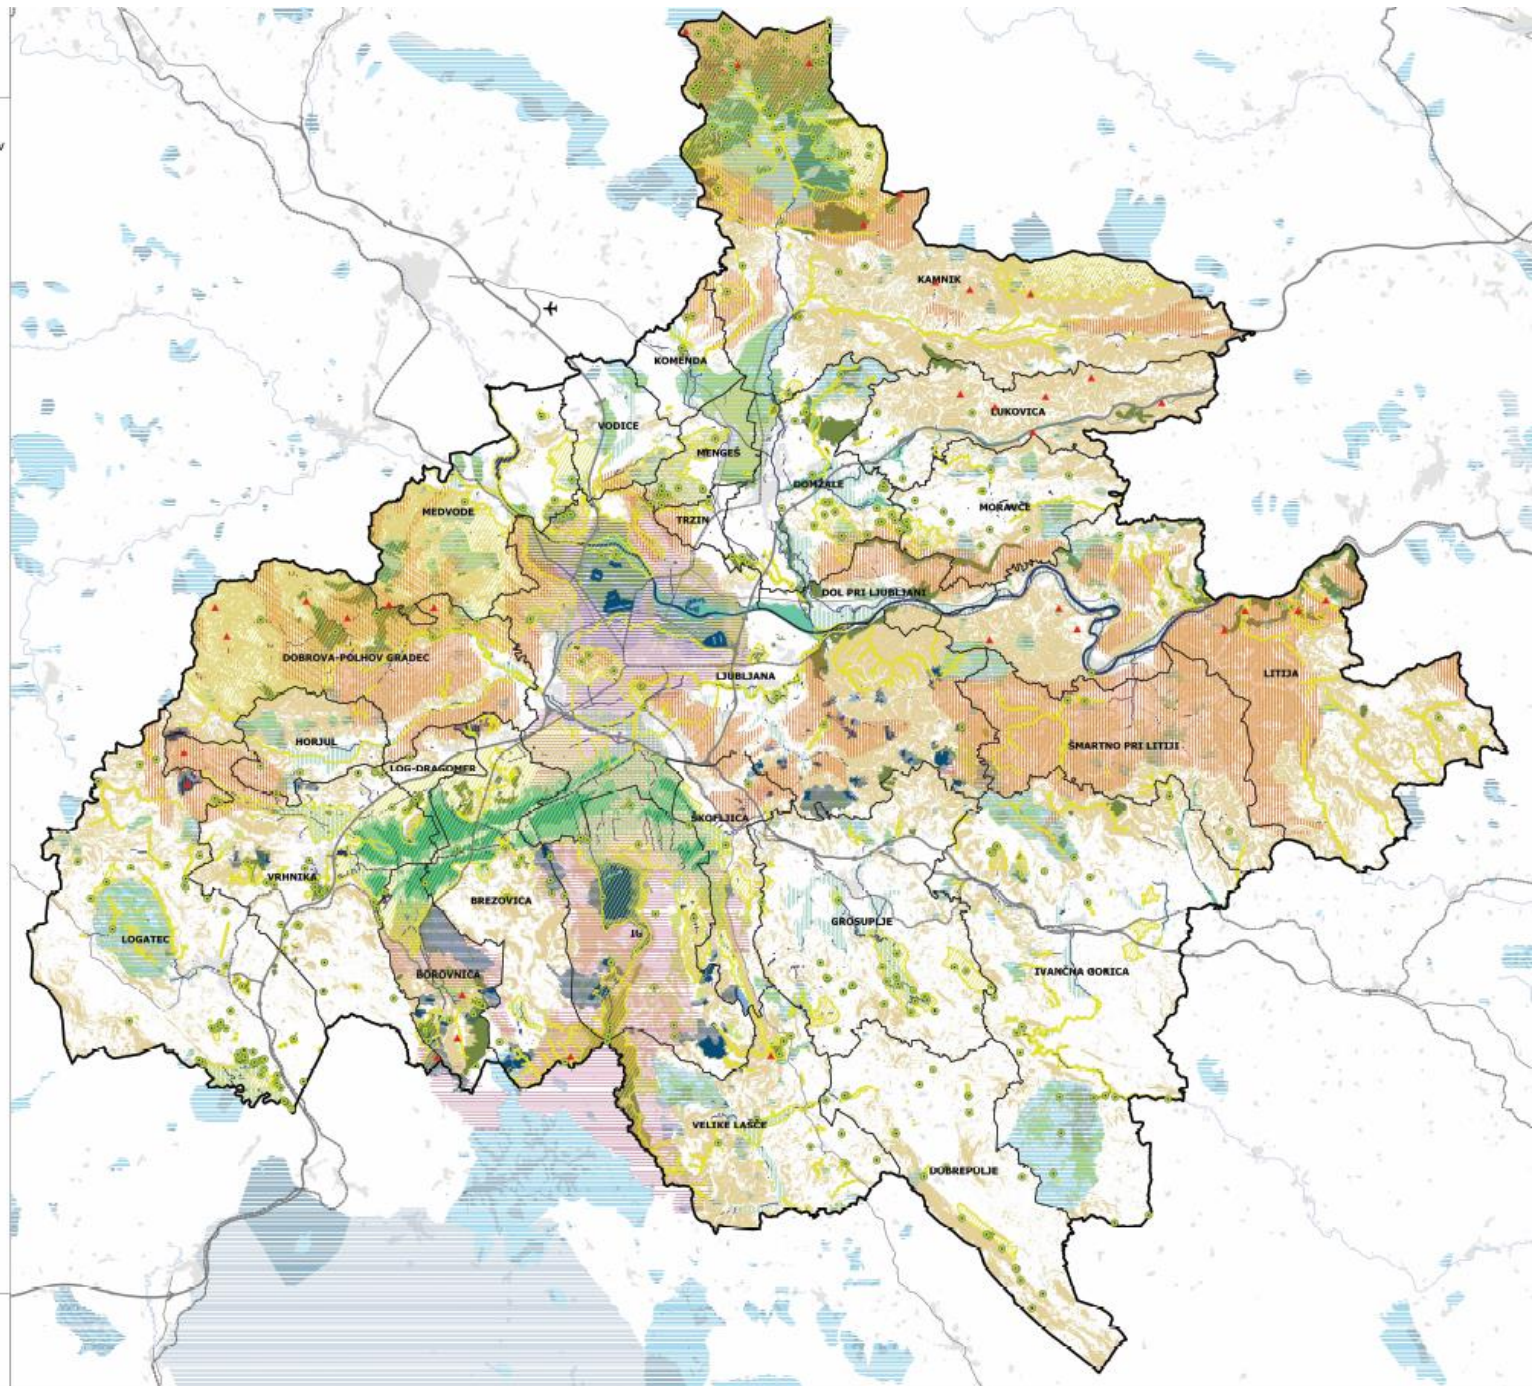 KAMNIK
KOMENDA
LUKOVICA
VODICE
MENGEŠ
DOMŽALE
MORAVČE
MEDVODE
TRZIN
DOL PRI LJUBLJANI
DOBROVA-POLHOV GRADEC
LJUBLJANA
LITIJA
HORJUL
ŠMARTNO PRI LITIJI
LOG-DRAGOMER
ŠKOFLJICA
VRHNIKA
BREZOVICA
GROSUPLJE
LOGATEC
IG
BOROVNICA
IVANČNA GORICA
VELIKE LAŠČE
DOBREPOLJE